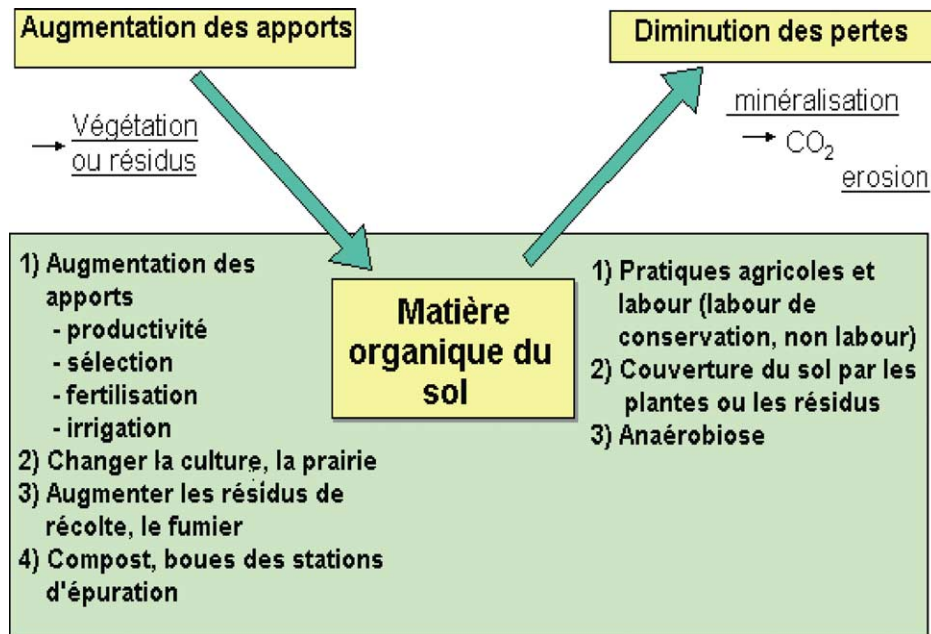 Augmentation des apports
Diminution des pertes
→ Végétation
ou résidus
minéralisation
→ CO₂
erosion
1) Augmentation des
apports
- productivité
- sélection
- fertilisation
- irrigation
2) Changer la culture, la prairie
3) Augmenter les résidus de
récolte, le fumier
4) Compost, boues des stations
d'épuration
Matière
organique du
sol
1) Pratiques agricoles et
labour (labour de
conservation, non labour)
2) Couverture du sol par les
plantes ou les résidus
3) Anaérobiose